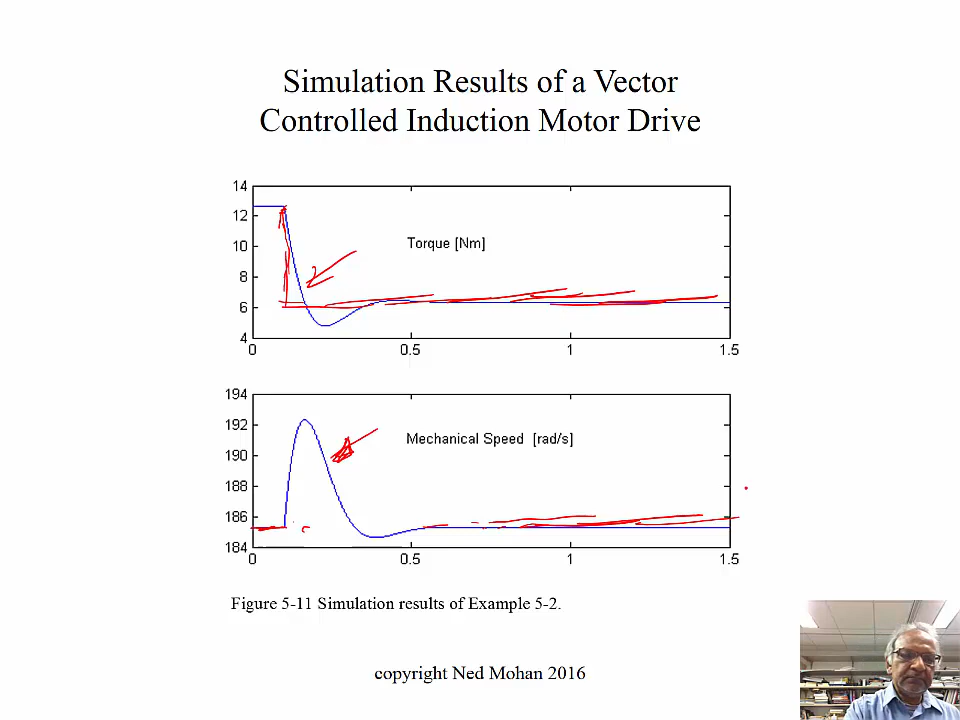 Simulation Results of a Vector
Controlled Induction Motor Drive
14
12
10
8
6
4
Torque [Nm]
0 0.5 1 1.5
194
192
190
188
186
184
Mechanical Speed [rad/s]
0 0.5 1 1.5
Figure 5-11 Simulation results of Example 5-2.
copyright Ned Mohan 2016